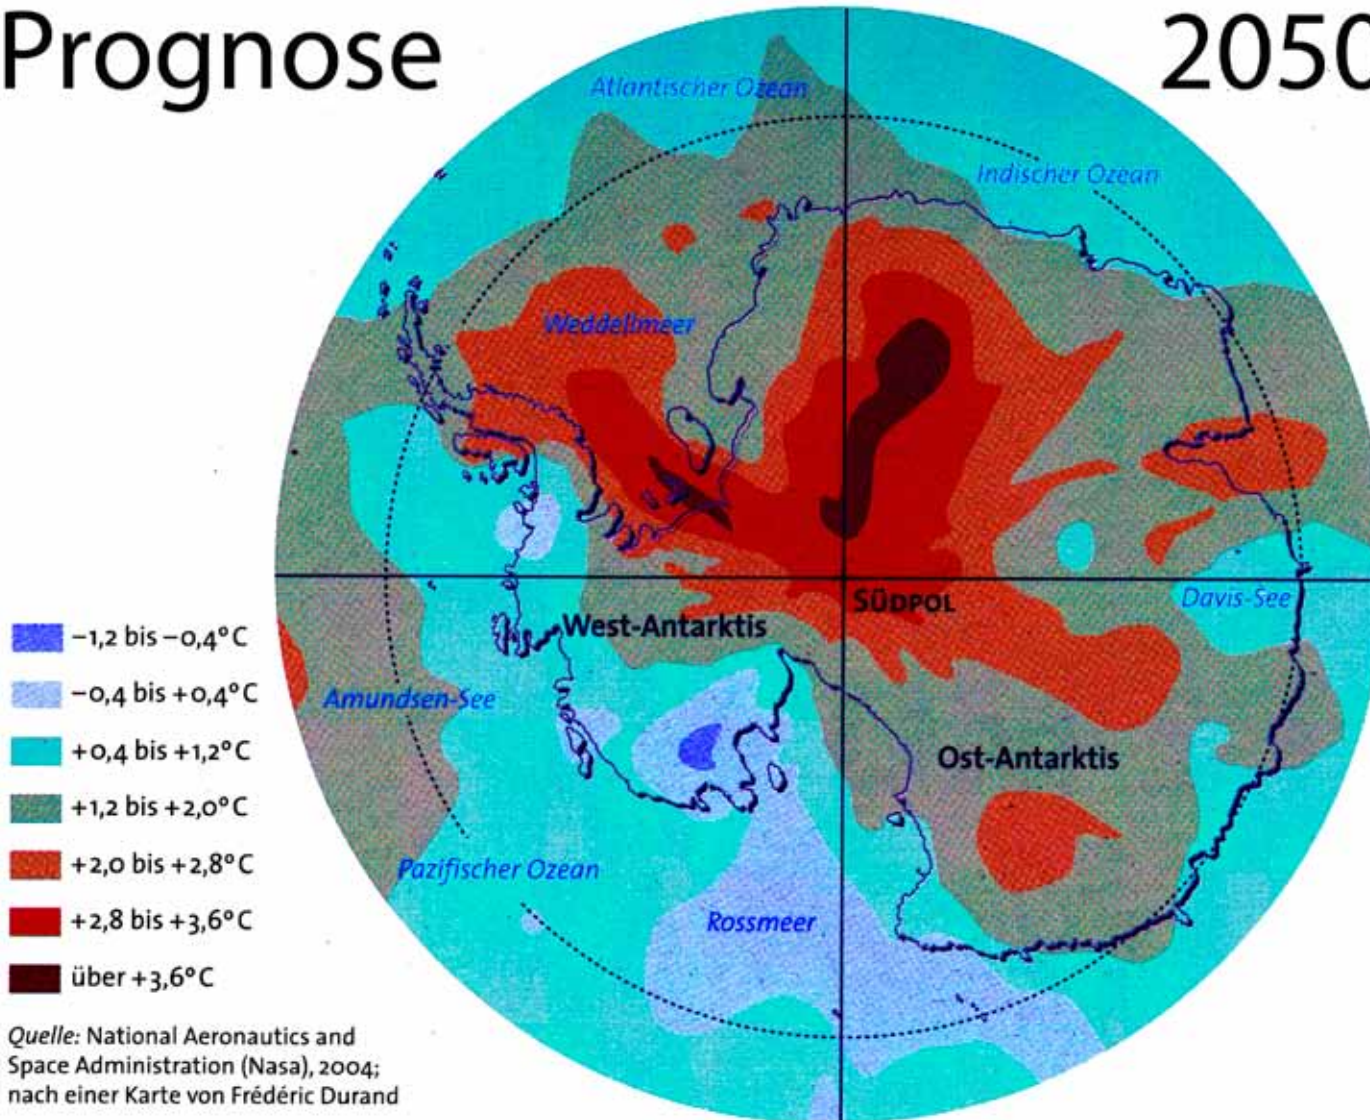 Prognose
2050
Atlantischer Ozean
Indischer Ozean
Weddellmeer
SÜDPOL
Davis-See
West-Antarktis
Amundsen-See
Ost-Antarktis
Pazifischer Ozean
Rossmeer
−1,2 bis −0,4°C
−0,4 bis +0,4°C
+0,4 bis +1,2°C
+1,2 bis +2,0°C
+2,0 bis +2,8°C
+2,8 bis +3,6°C
über +3,6°C
Quelle: National Aeronautics and
Space Administration (Nasa), 2004;
nach einer Karte von Frédéric Durand